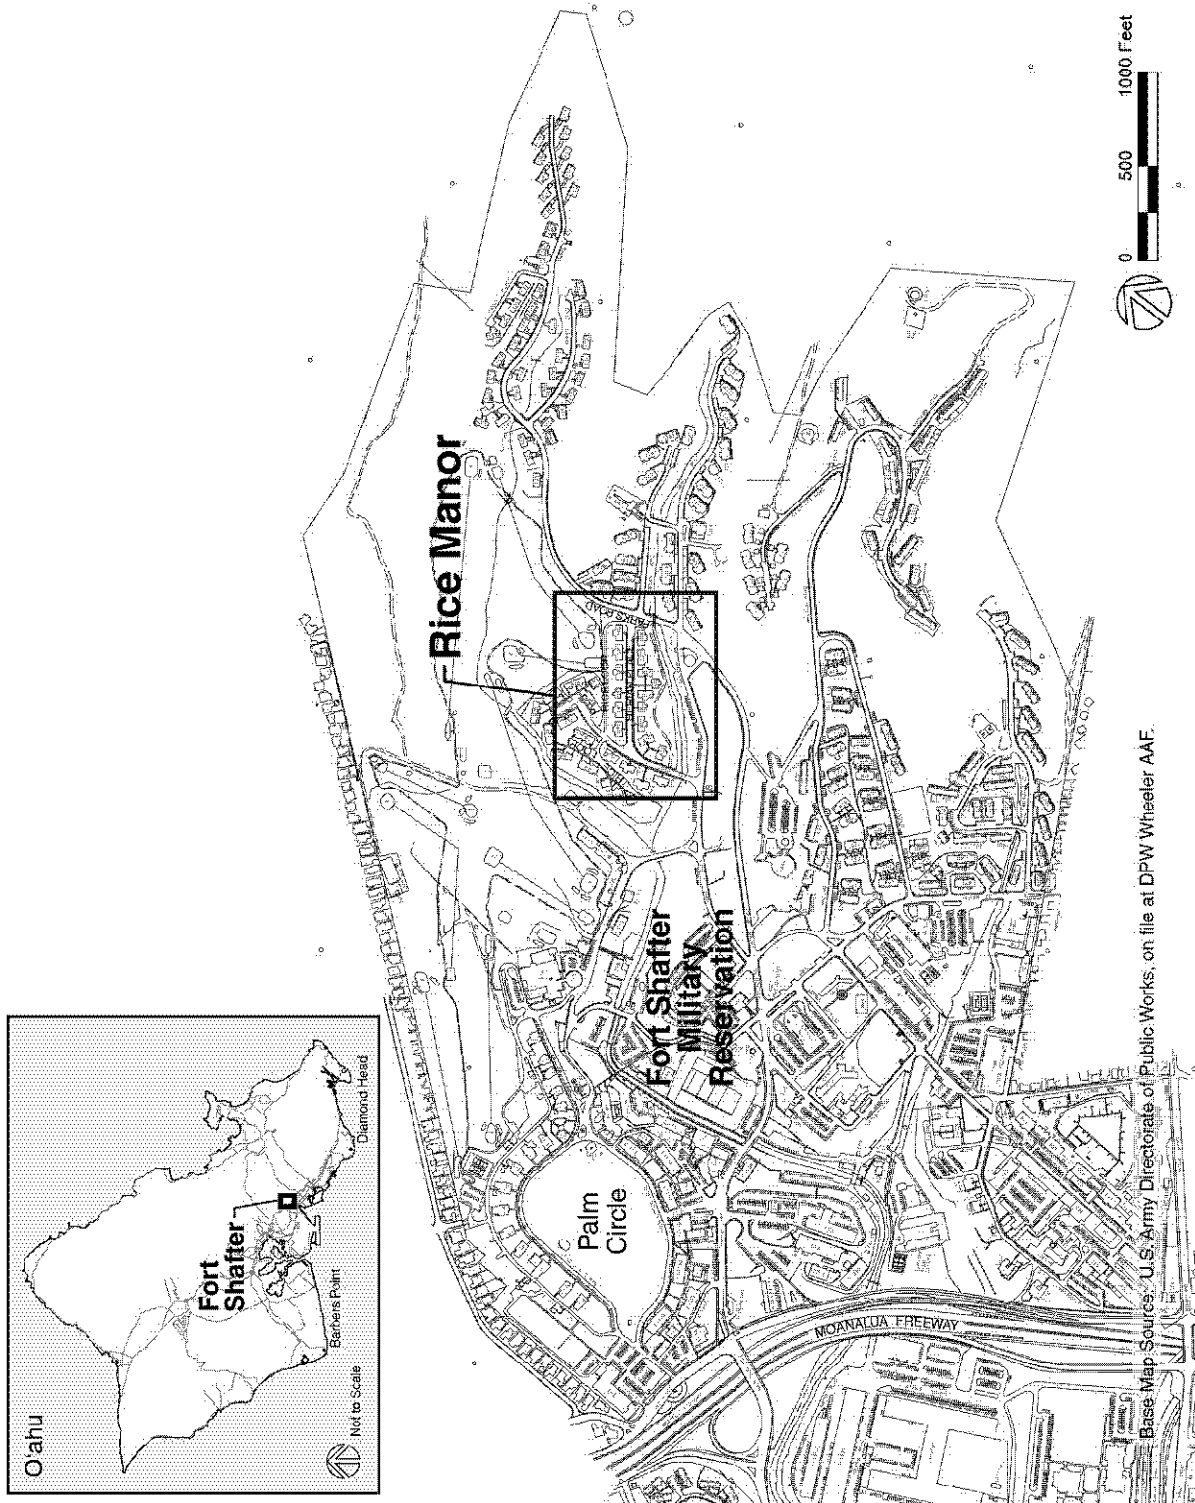 O'ahu
Fort
Shafter
Barbers Point
Diamond Head
Not to Scale
Rice Manor
PARKS ROAD
Fort Shafter
Military
Reservation
Palm
Circle
MOANALUA FREEWAY
0
500
1000 Feet
Base Map Source: U.S. Army Directorate of Public Works, on file at DPW Wheeler AAF.